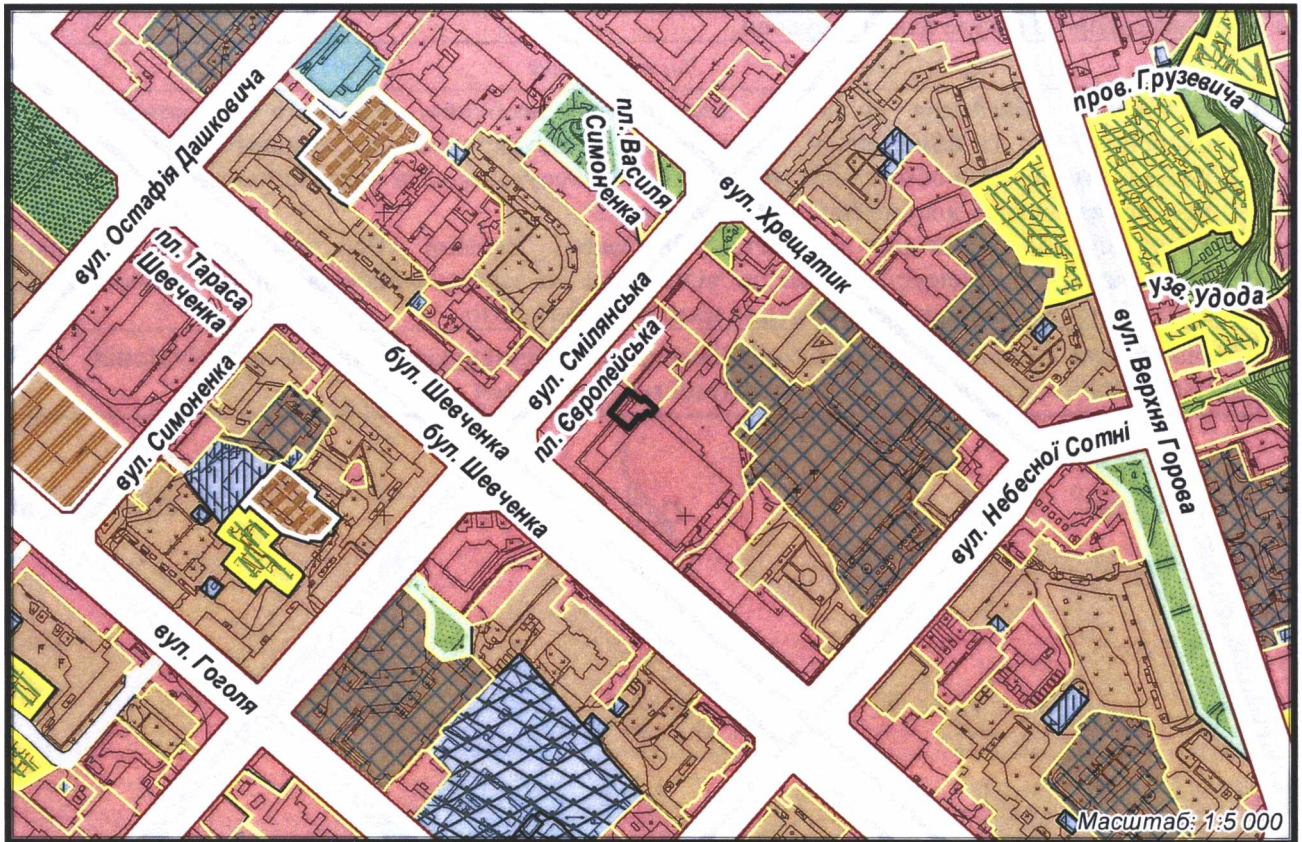 вул. Остафія Дашковича
пл. Василя
Симоненка
пров. Грузевича
вул. Хрещатик
пл. Тараса
Шевченка
узв. Удода
вул. Смілянська
вул. Верхня Горова
пл. Європейська
бул. Шевченка
бул. Шевченка
вул. Симоненка
вул. Небесної Сотні
вул. Гоголя
Масштаб: 1:5 000